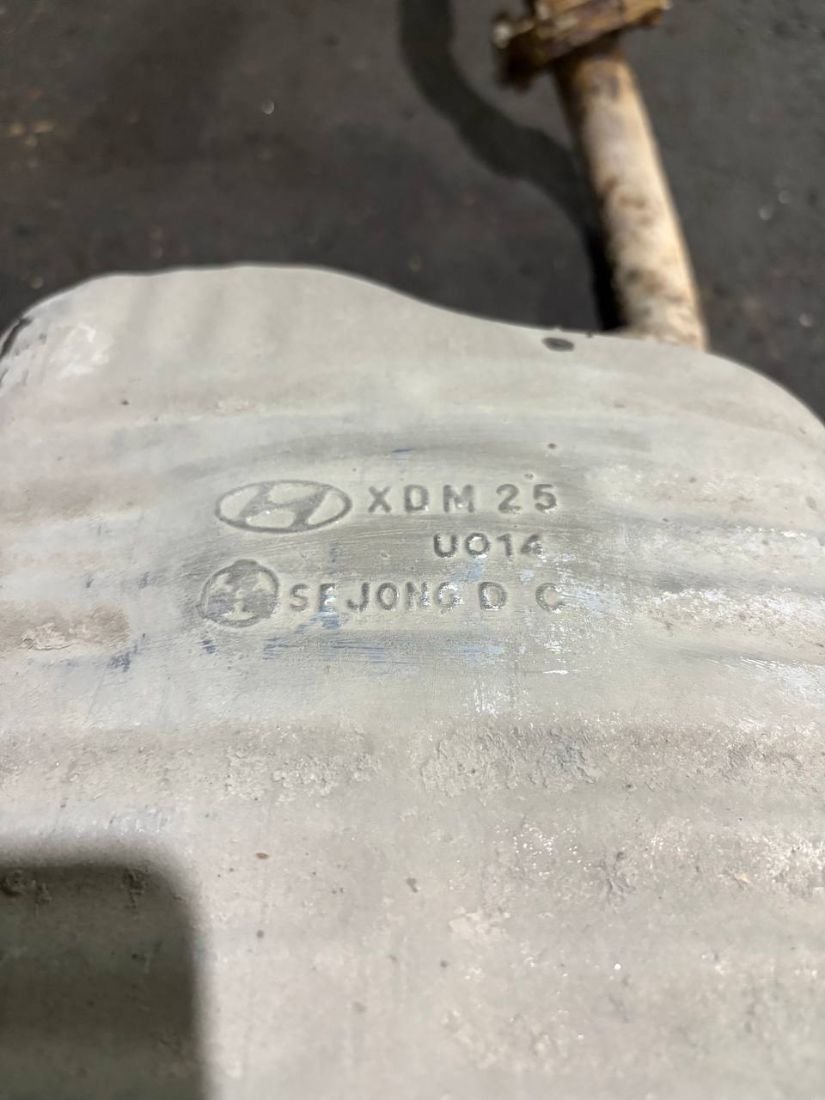 XDM 25
U014
SEJONG D C